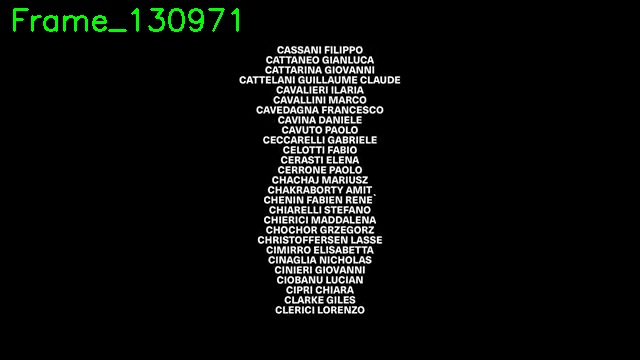 Frame_130971
CASSANI FILIPPO
CATTANEO GIANLUCA
CATTARINA GIOVANNI
CATTELANI GUILLAUME CLAUDE
CAVALIERI ILARIA
CAVALLINI MARCO
CAVEDAGNA FRANCESCO
CAVINA DANIELE
CAVUTO PAOLO
CECCARELLI GABRIELE
CELOTTI FABIO
CERASTI ELENA
CERRONE PAOLO
CHACHAJ MARIUSZ
CHAKRABORTY AMIT
CHENIN FABIEN RENE`
CHIARELLI STEFANO
CHIERICI MADDALENA
CHOCHOR GRZEGORZ
CHRISTOFFERSEN LASSE
CIMIRRO ELISABETTA
CINAGLIA NICHOLAS
CINIERI GIOVANNI
CIOBANU LUCIAN
CIPRI CHIARA
CLARKE GILES
CLERICI LORENZO